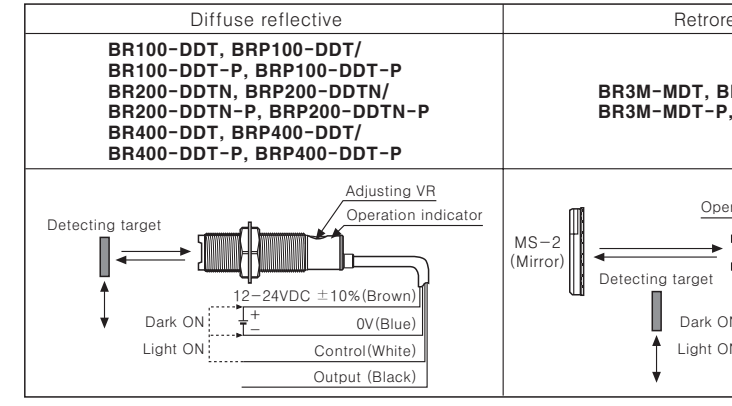 Diffuse reflective
BR100-DDT, BRP100-DDT/
BR100-DDT-P, BRP100-DDT-P
BR200-DDTN, BRP200-DDTN/
BR200-DDTN-P, BRP200-DDTN-P
BR400-DDT, BRP400-DDT/
BR400-DDT-P, BRP400-DDT-P
Adjusting VR
Operation indicator
Detecting target
12-24VDC ±10%(Brown)
+
-
Dark ON
0V(Blue)
Light ON
Control(White)
Output (Black)
Retrore
BR3M-MDT, B
BR3M-MDT-P,
Oper
MS-2
(Mirror)
Detecting target
Dark ON
Light ON